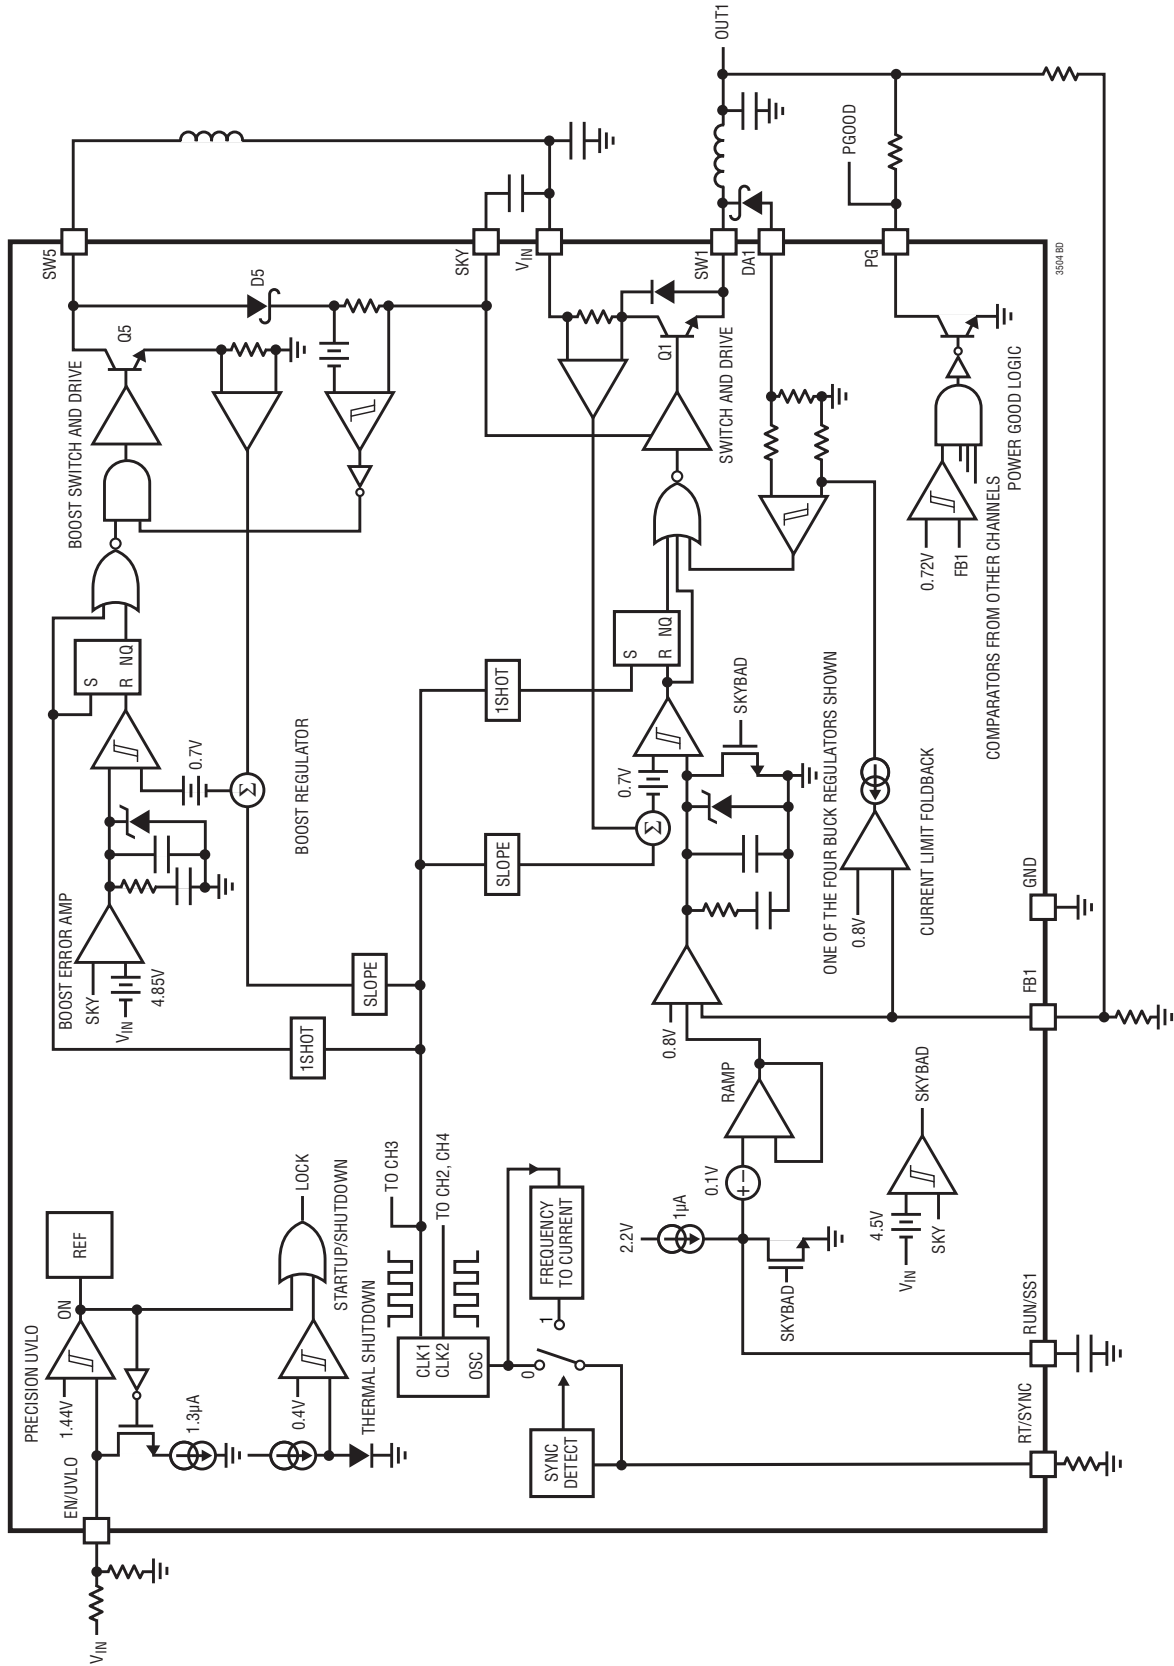 VIN
EN/UVLO
PRECISION UVLO
1.44V
ON
REF
1.3µA
0.4V
LOCK
STARTUP/SHUTDOWN
THERMAL SHUTDOWN
CLK1
CLK2
OSC
TO CH3
TO CH2, CH4
0
1
FREQUENCY
TO CURRENT
SYNC
DETECT
RT/SYNC
RUN/SS1
2.2V
1µA
0.1V
SKYBAD
RAMP
VIN
4.5V
SKY
SKYBAD
BOOST ERROR AMP
SKY
VIN
4.85V
1SHOT
SLOPE
0.7V
Σ
S
R
NQ
BOOST REGULATOR
BOOST SWITCH AND DRIVE
Q5
D5
SW5
SKY
VIN
SLOPE
1SHOT
0.8V
0.7V
Σ
SKYBAD
S
R
NQ
ONE OF THE FOUR BUCK REGULATORS SHOWN
SWITCH AND DRIVE
Q1
SW1
DA1
OUT1
0.8V
CURRENT LIMIT FOLDBACK
FB1
GND
0.72V
FB1
COMPARATORS FROM OTHER CHANNELS
POWER GOOD LOGIC
PG
PGOOD
3504 BD